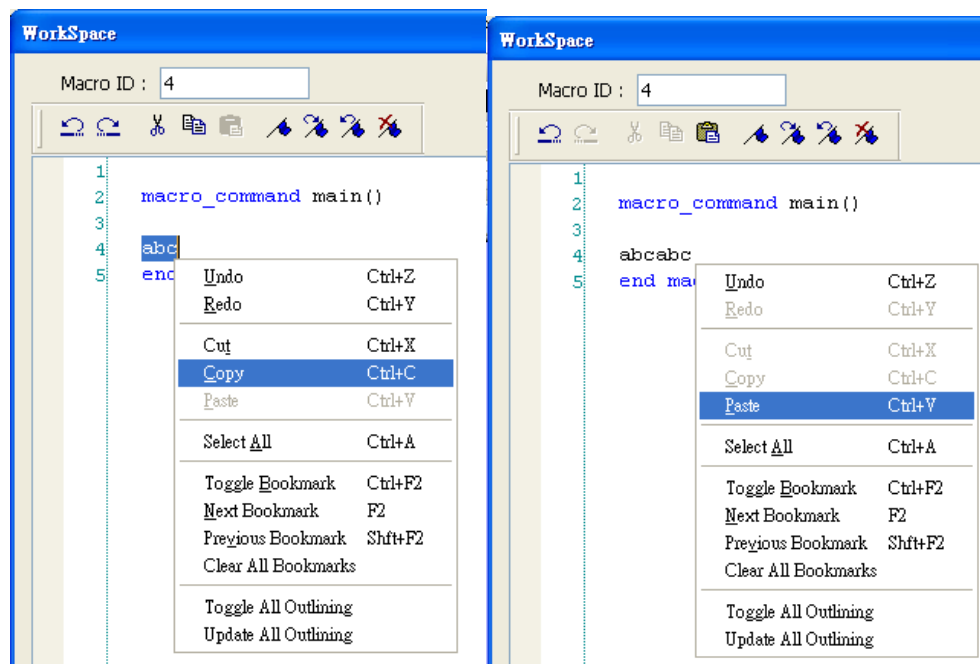 WorkSpace
Macro ID : 4
1
2 macro_command main()
3
4 abc
5 end
Undo Ctrl+Z
Redo Ctrl+Y
Cut Ctrl+X
Copy Ctrl+C
Paste Ctrl+V
Select All Ctrl+A
Toggle Bookmark Ctrl+F2
Next Bookmark F2
Previous Bookmark Shft+F2
Clear All Bookmarks
Toggle All Outlining
Update All Outlining
WorkSpace
Macro ID : 4
1
2 macro_command main()
3
4 abcabc
5 end mac
Undo Ctrl+Z
Redo Ctrl+Y
Cut Ctrl+X
Copy Ctrl+C
Paste Ctrl+V
Select All Ctrl+A
Toggle Bookmark Ctrl+F2
Next Bookmark F2
Previous Bookmark Shft+F2
Clear All Bookmarks
Toggle All Outlining
Update All Outlining